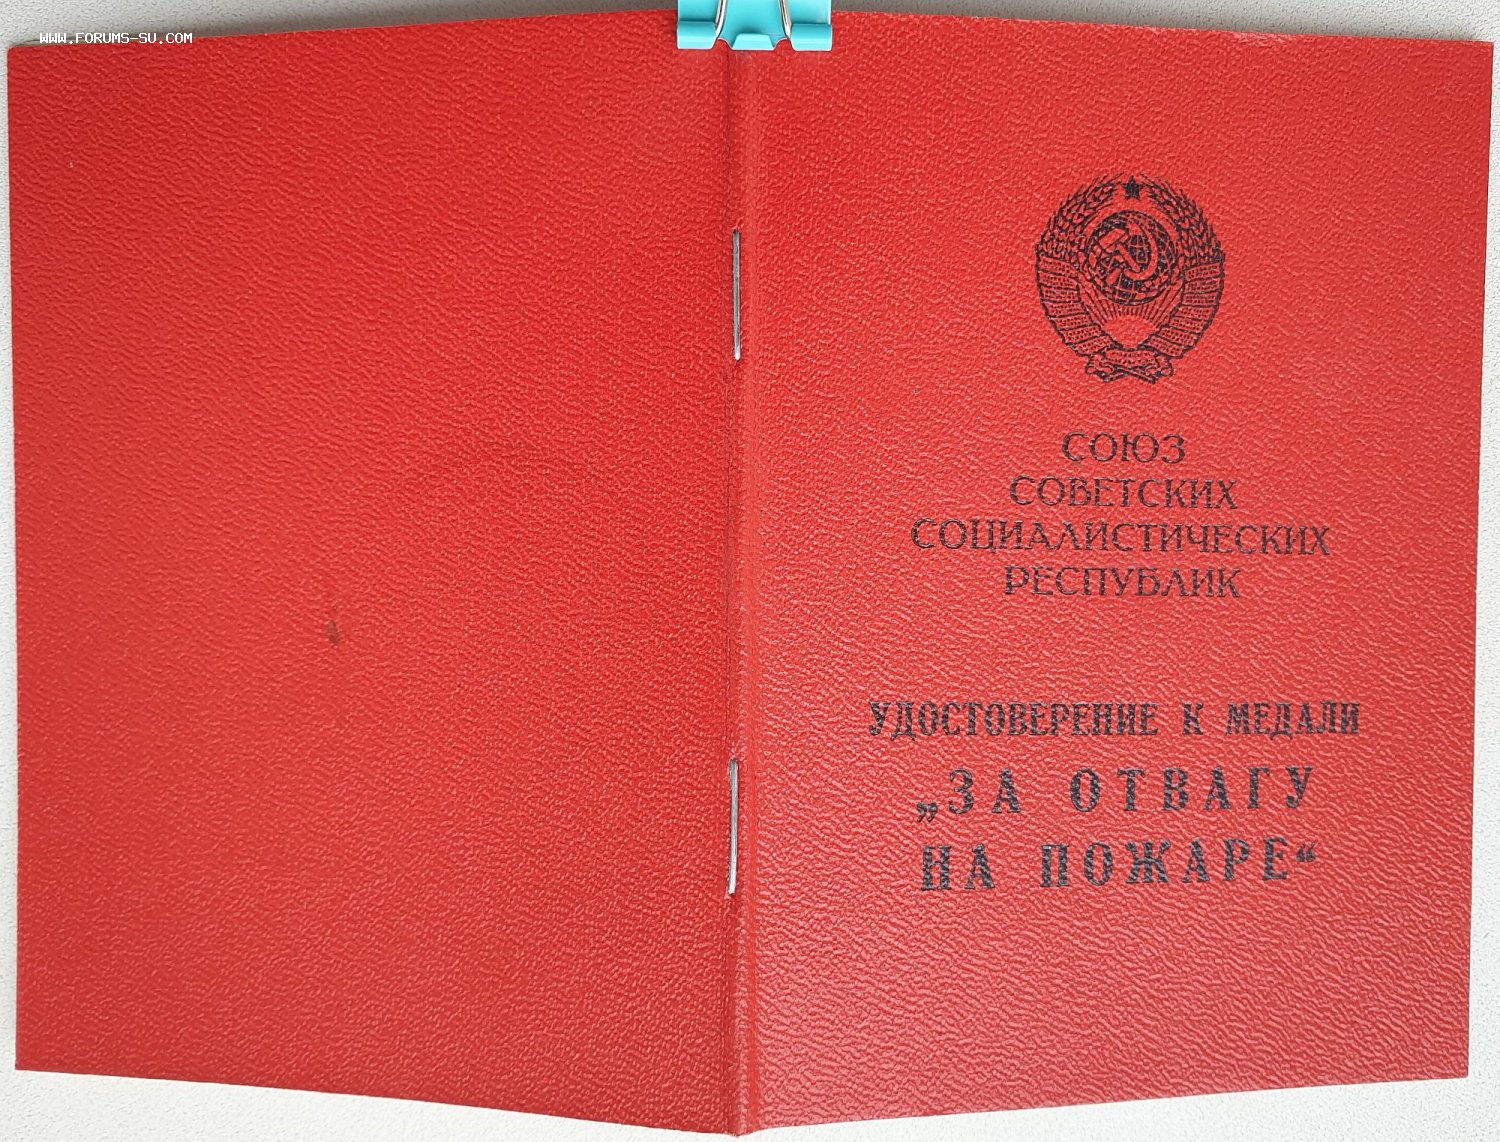 WWW.FORUMS-SU.COM
СОЮЗ
СОВЕТСКИХ
СОЦИАЛИСТИЧЕСКИХ
РЕСПУБЛИК
УДОСТОВЕРЕНИЕ К МЕДАЛИ
„ЗА ОТВАГУ
НА ПОЖАРЕ“